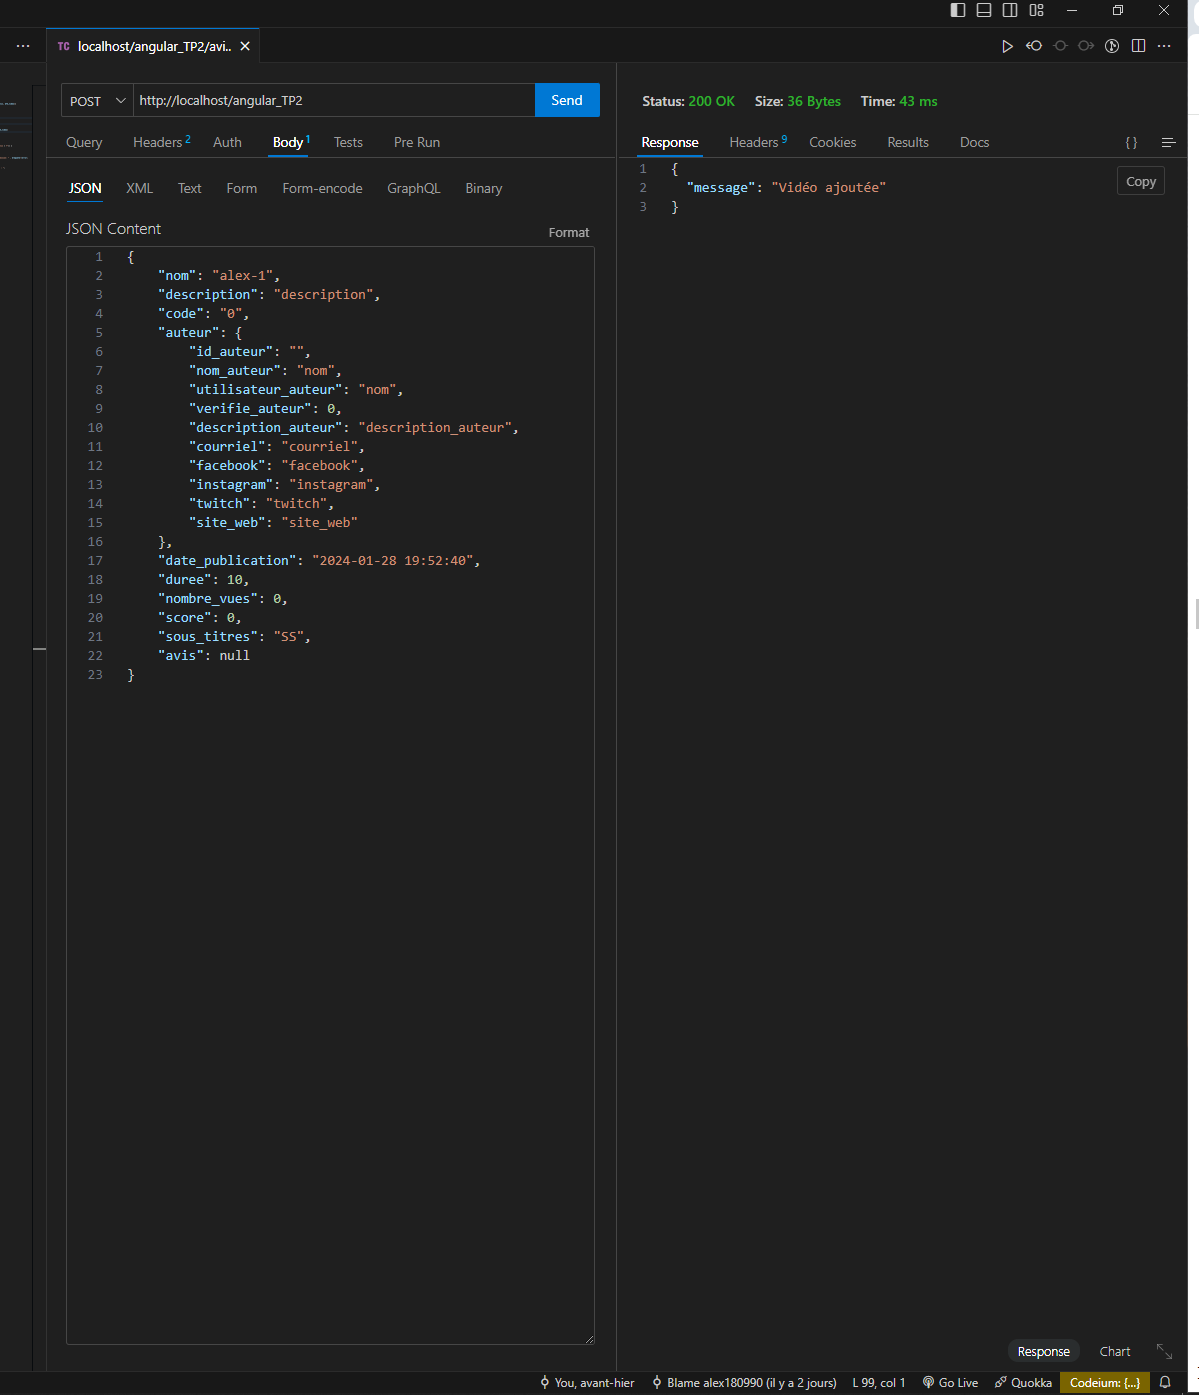 TC localhost/angular_TP2/avi..
POST http://localhost/angular_TP2 Send
Query Headers 2 Auth Body 1 Tests Pre Run
JSON XML Text Form Form-encode GraphQL Binary
JSON Content
Format
1 {
2 "nom": "alex-1",
3 "description": "description",
4 "code": "0",
5 "auteur": {
6 "id_auteur": "",
7 "nom_auteur": "nom",
8 "utilisateur_auteur": "nom",
9 "verifie_auteur": 0,
10 "description_auteur": "description_auteur",
11 "courriel": "courriel",
12 "facebook": "facebook",
13 "instagram": "instagram",
14 "twitch": "twitch",
15 "site_web": "site_web"
16 },
17 "date_publication": "2024-01-28 19:52:40",
18 "duree": 10,
19 "nombre_vues": 0,
20 "score": 0,
21 "sous_titres": "SS",
22 "avis": null
23 }
Status: 200 OK Size: 36 Bytes Time: 43 ms
Response Headers 9 Cookies Results Docs { }
1 {
2 "message": "Vidéo ajoutée"
3 }
Copy
Response Chart
You, avant-hier Blame alex180990 (il y a 2 jours) L 99, col 1 Go Live Quokka Codeium: {...}